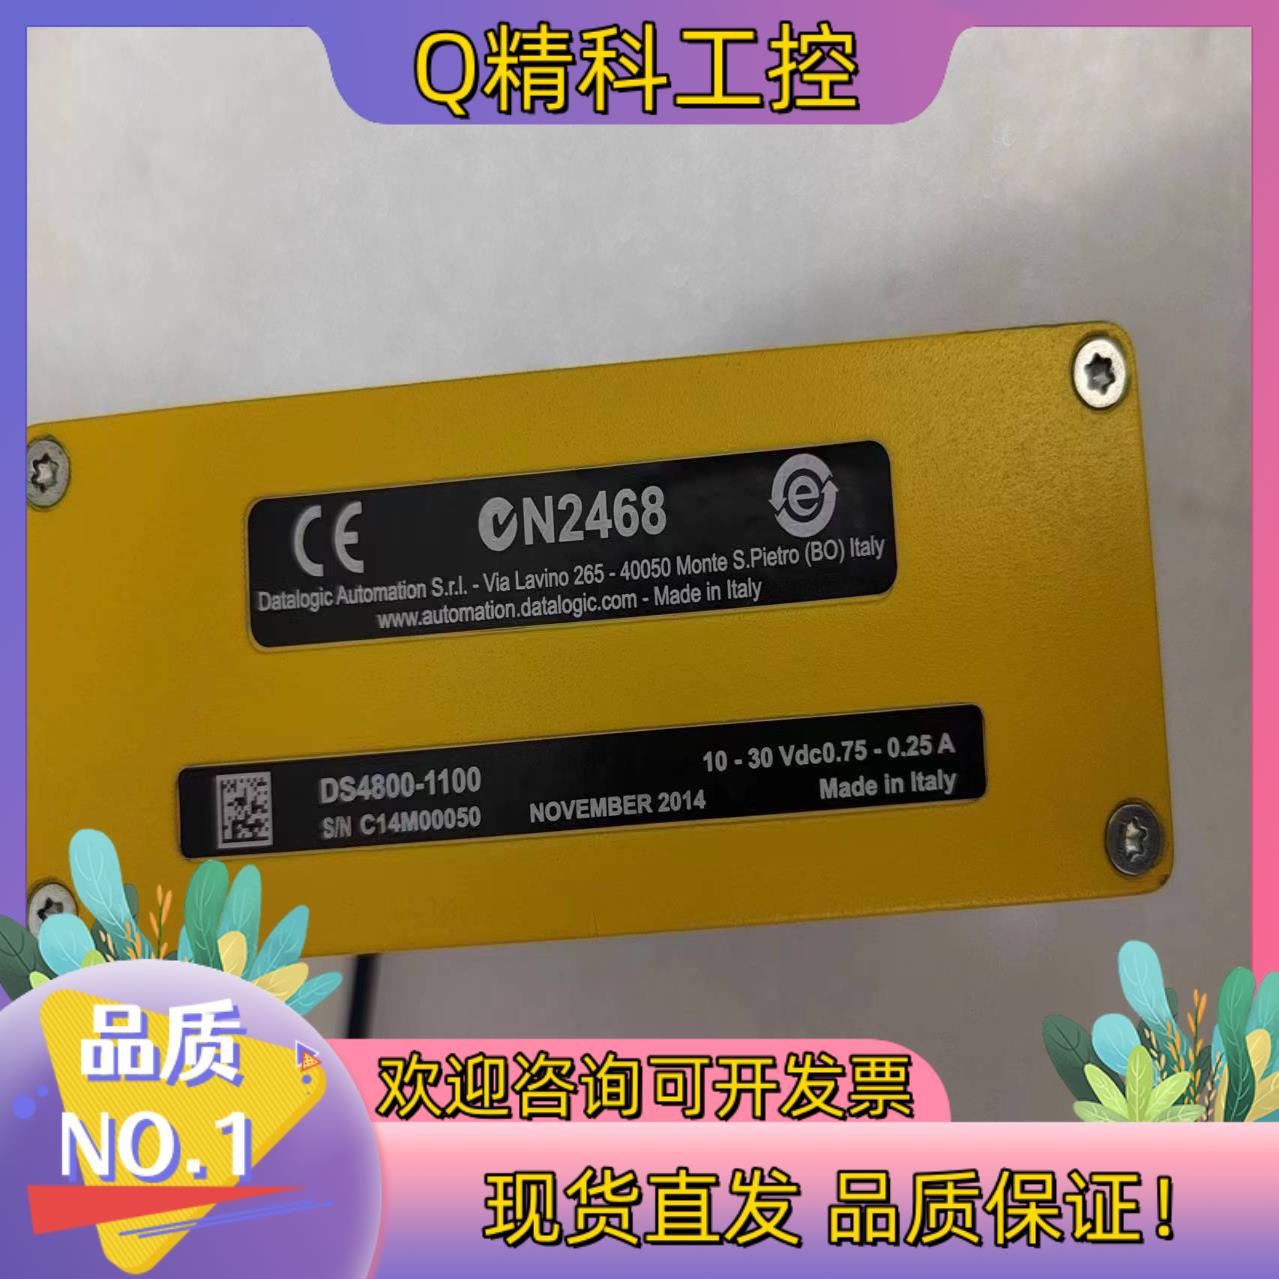 Q精科工控
CE N2468
Datalogic Automation S.r.l. - Via Lavino 265 - 40050 Monte S.Pietro (BO) Italy
www.automation.datalogic.com - Made in Italy
DS4800-1100
S/N C14M00050
NOVEMBER 2014
10 - 30 Vdc0.75 - 0.25 A
Made in Italy
品质
NO.1
欢迎咨询可开发票
现货直发 品质保证!